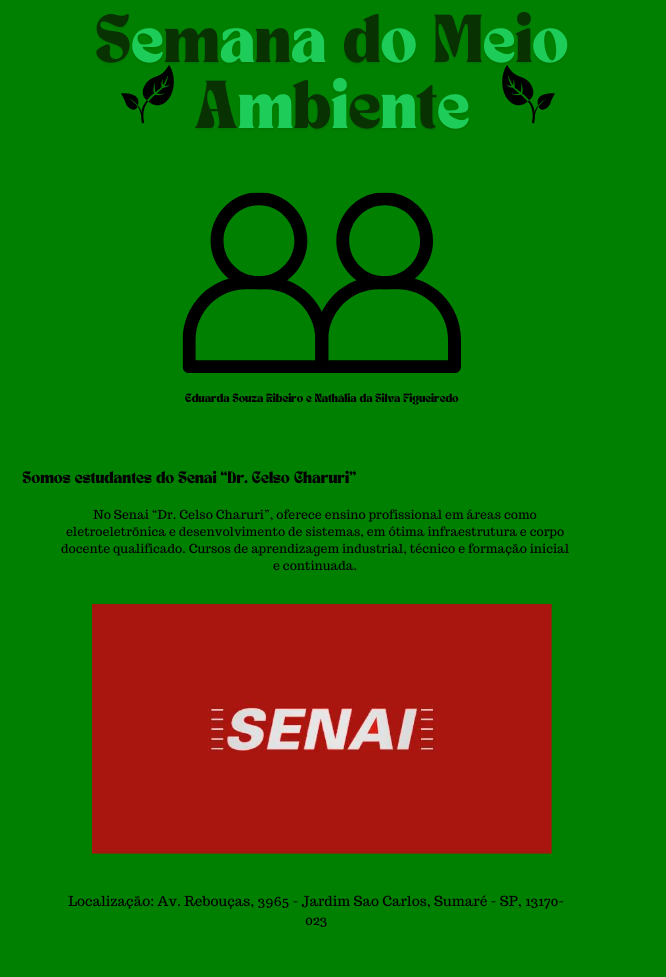 Semana do Meio
Ambiente
Eduarda Souza Ribeiro e Nathália da Silva Figueiredo
Somos estudantes do Senai “Dr. Celso Charuri”
No Senai “Dr. Celso Charuri”, oferece ensino profissional em áreas como
eletroeletrônica e desenvolvimento de sistemas, em ótima infraestrutura e corpo
docente qualificado. Cursos de aprendizagem industrial, técnico e formação inicial
e continuada.
SENAI
Localização: Av. Rebouças, 3965 - Jardim Sao Carlos, Sumaré - SP, 13170-
023